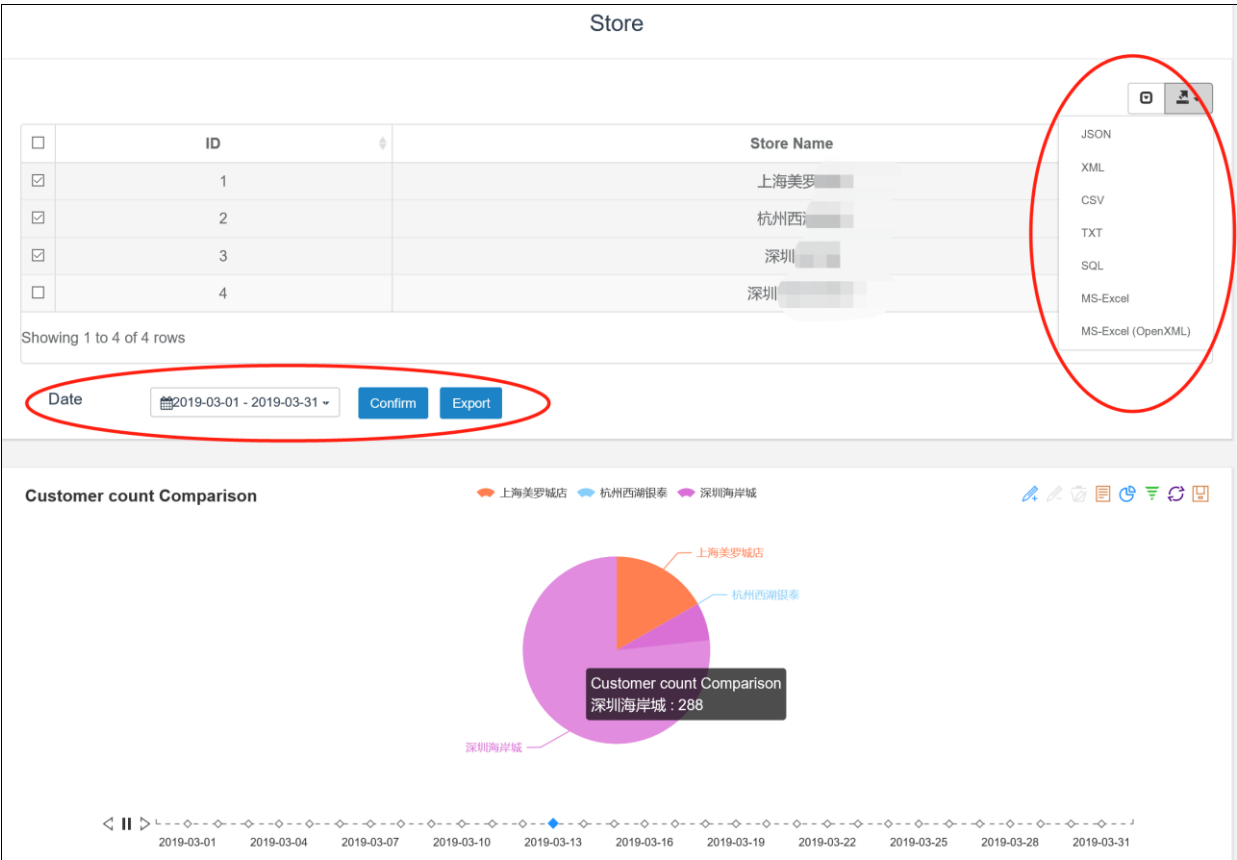 Store
ID
Store Name
1
上海美罗
2
杭州西
3
深圳
4
深圳
Showing 1 to 4 of 4 rows
JSON
XML
CSV
TXT
SQL
MS-Excel
MS-Excel (OpenXML)
Date
2019-03-01 - 2019-03-31
Confirm
Export
Customer count Comparison
上海美罗城店
杭州西湖银泰
深圳海岸城
上海美罗城店
杭州西湖银泰
Customer count Comparison
深圳海岸城 : 288
深圳海岸城
2019-03-01 2019-03-04 2019-03-07 2019-03-10 2019-03-13 2019-03-16 2019-03-19 2019-03-22 2019-03-25 2019-03-28 2019-03-31